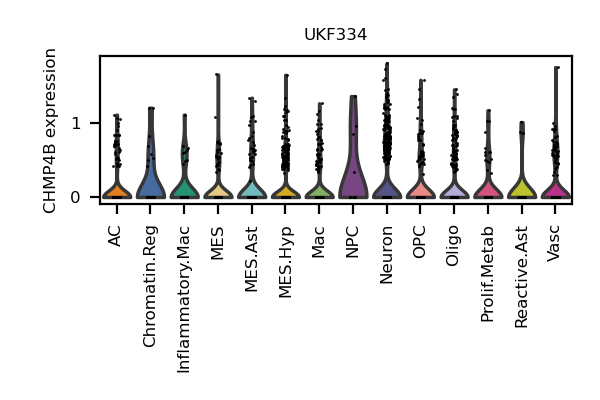 UKF334
CHMP4B expression
1
0
AC
Chromatin.Reg
Inflammatory.Mac
MES
MES.Ast
MES.Hyp
Mac
NPC
Neuron
OPC
Oligo
Prolif.Metab
Reactive.Ast
Vasc